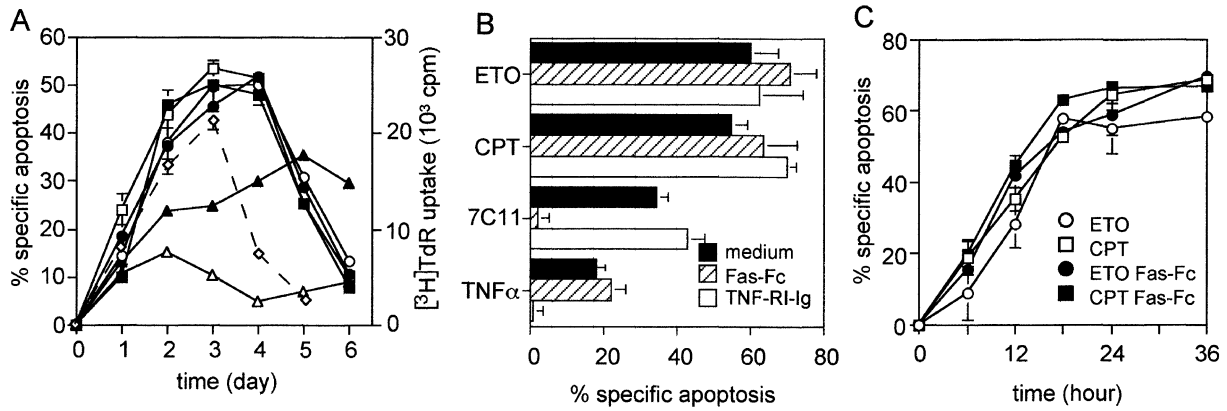 A
60
50
40
30
20
10
0
% specific apoptosis
0 1 2 3 4 5 6
time (day)
30
20
10
0
[³H]TdR uptake (10³ cpm)
B
ETO
CPT
7C11
TNFα
medium
Fas-Fc
TNF-RI-Ig
0 20 40 60 80
% specific apoptosis
C
80
60
40
20
0
% specific apoptosis
ETO
CPT
ETO Fas-Fc
CPT Fas-Fc
0 12 24 36
time (hour)